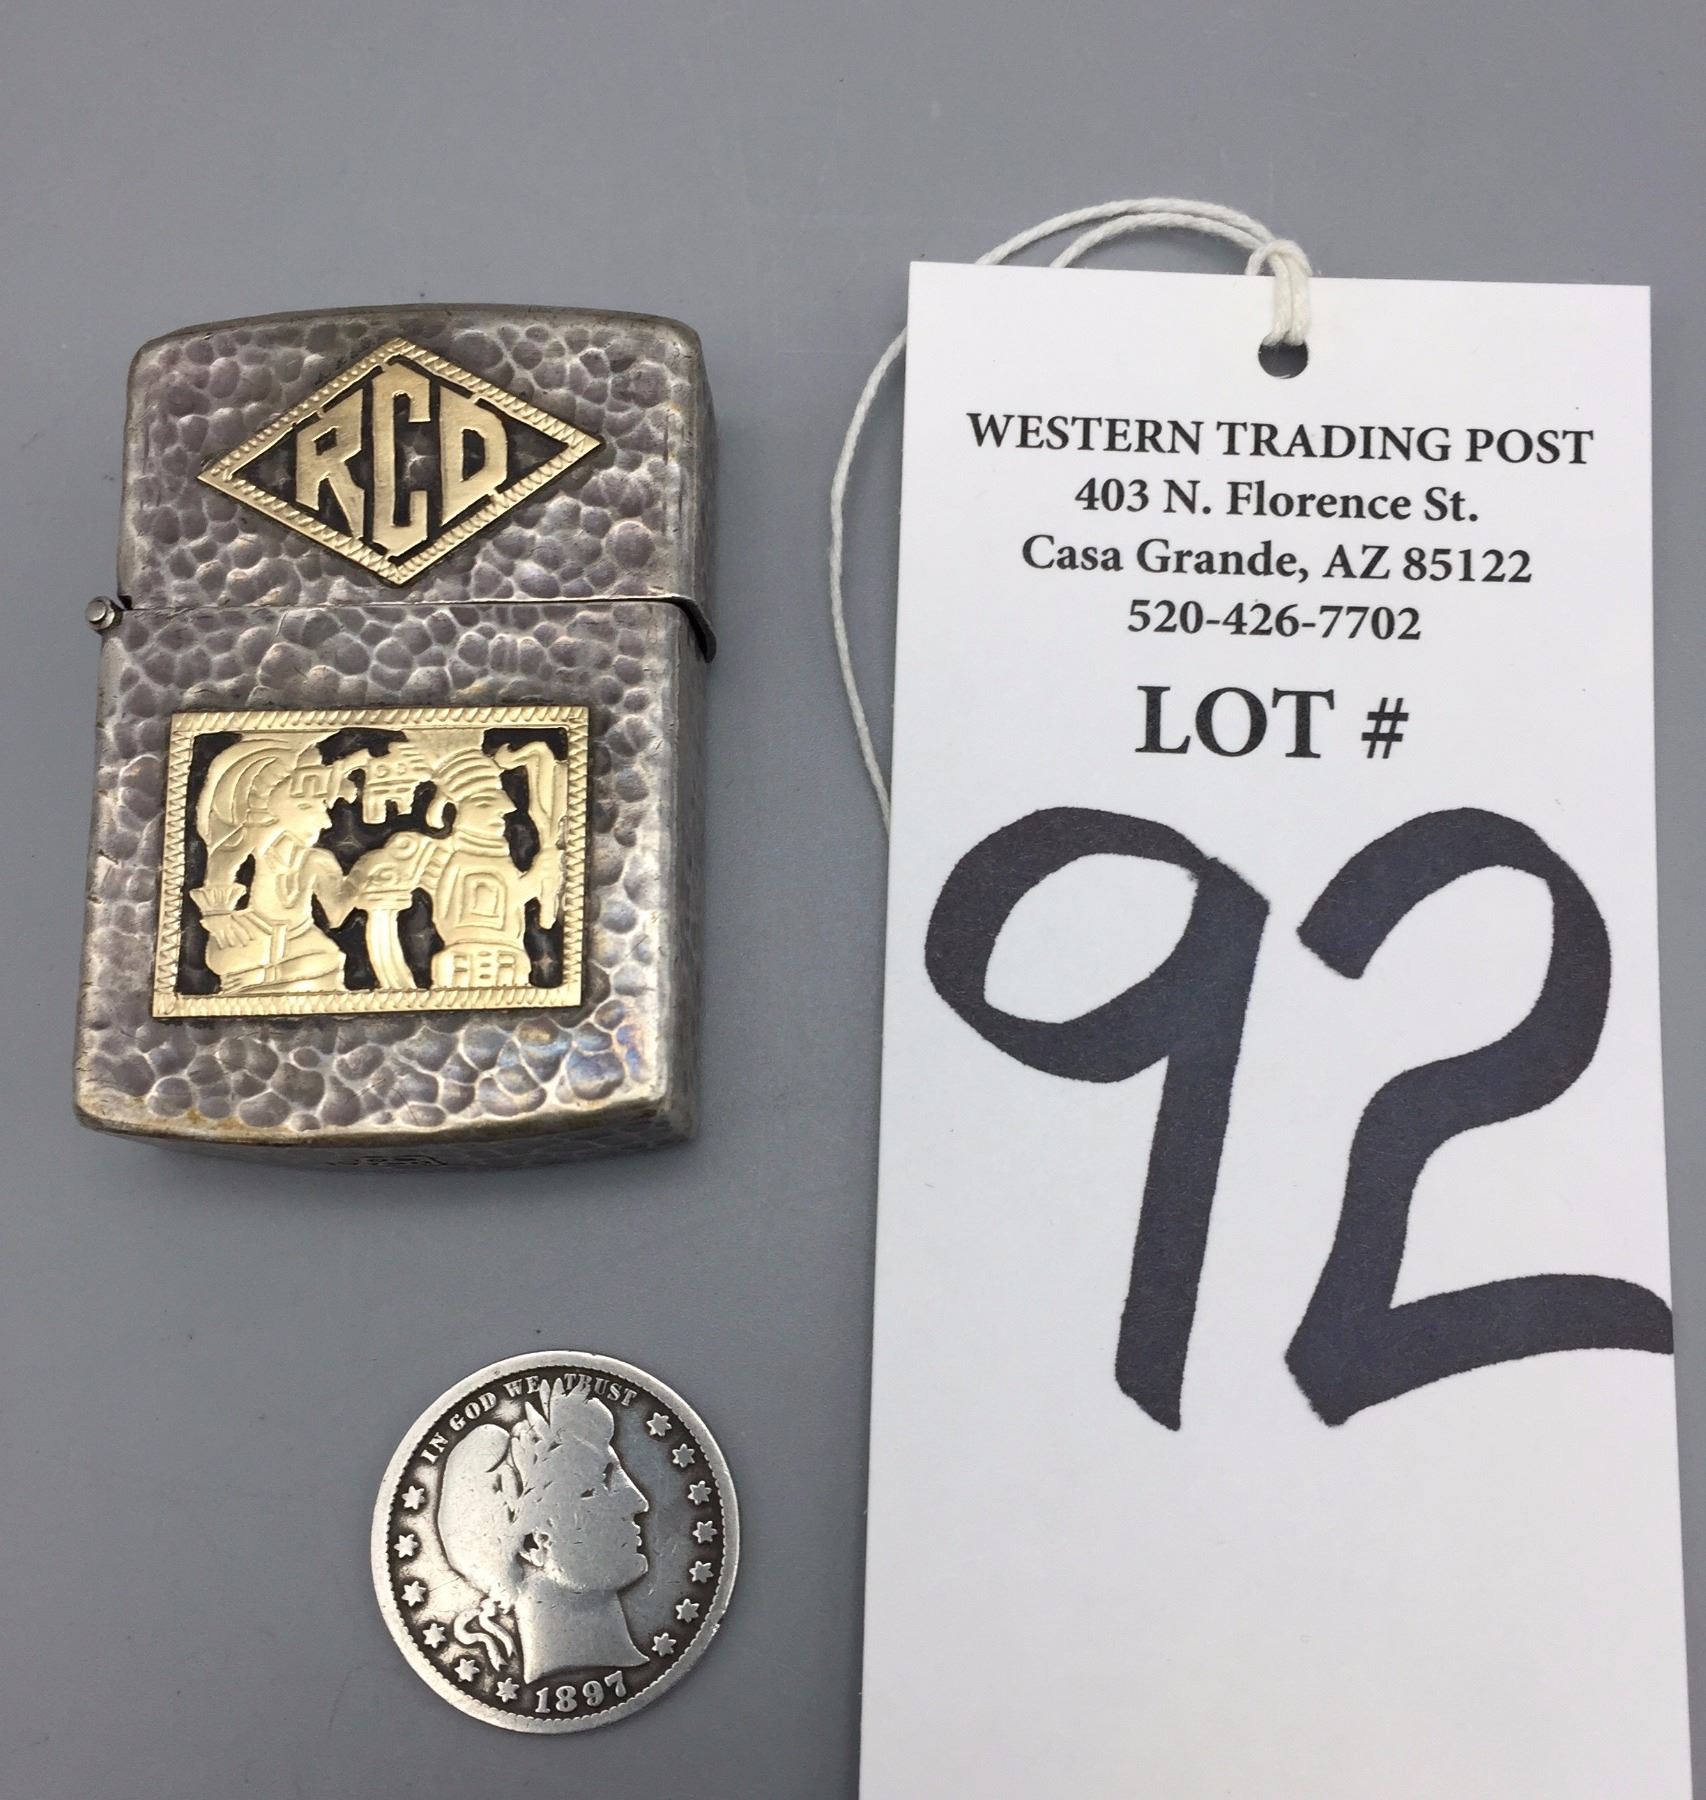 RCD
WESTERN TRADING POST
403 N. Florence St.
Casa Grande, AZ 85122
520-426-7702
LOT #
92
IN GOD WE TRUST
1897